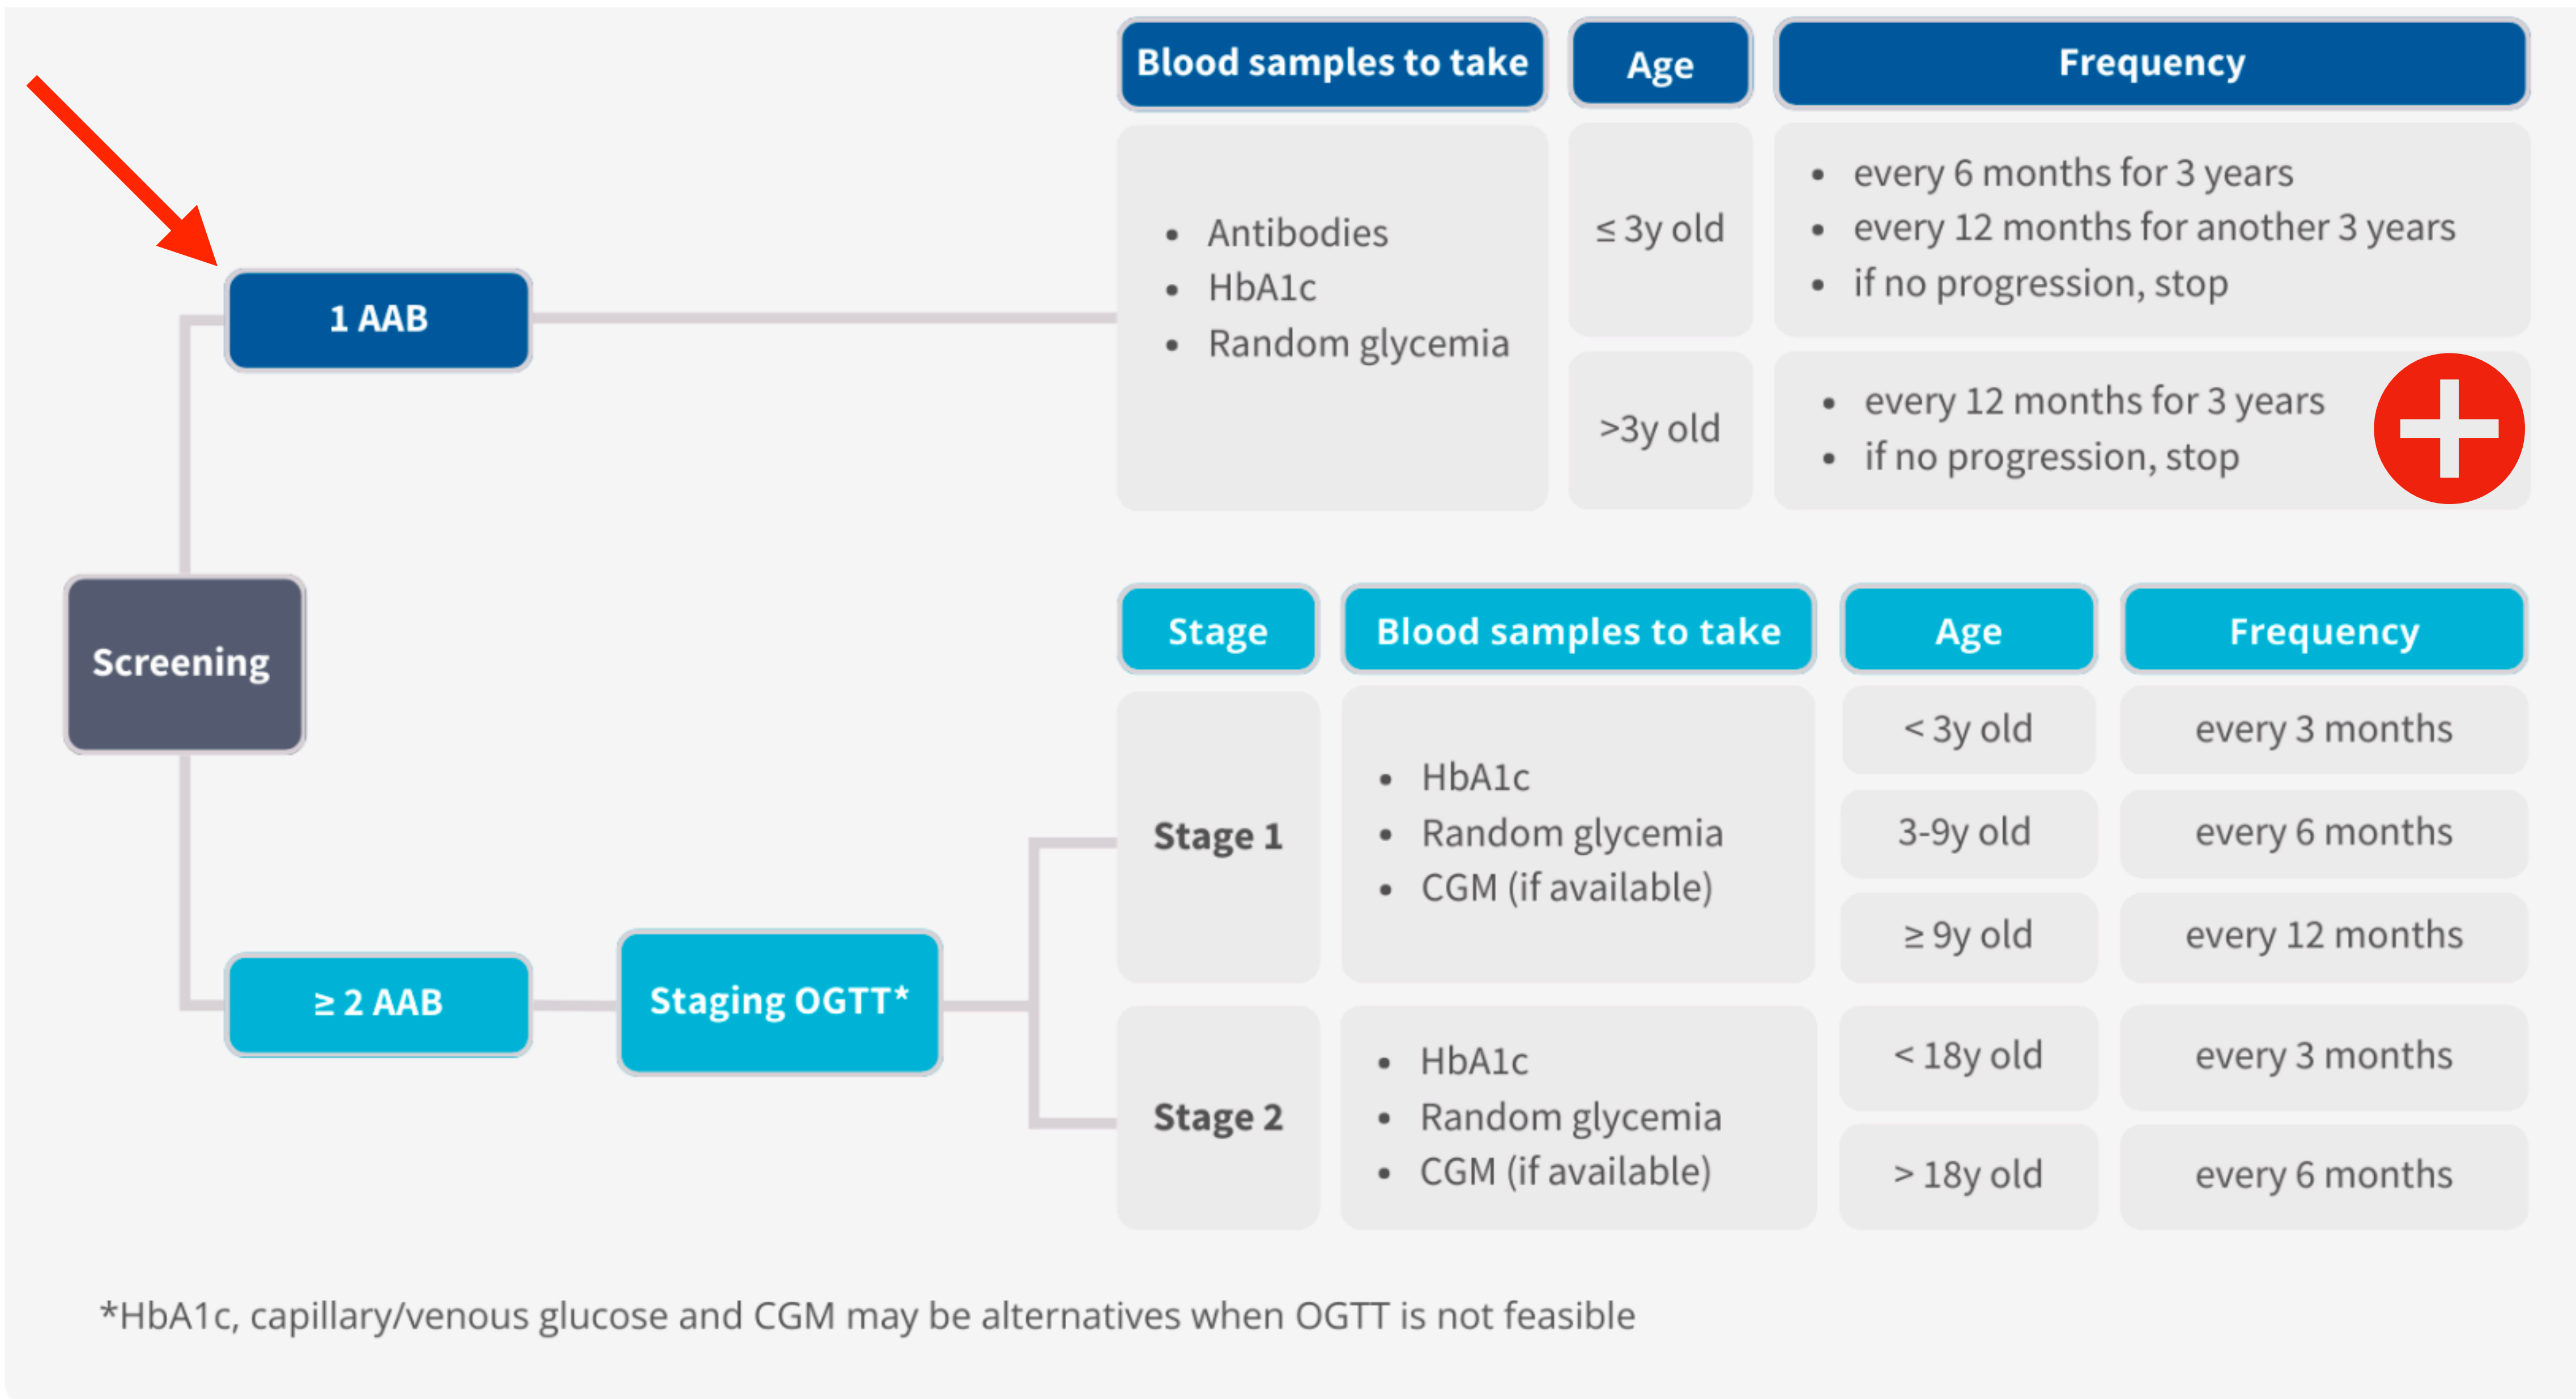 Blood samples to take
Age
Frequency
1 AAB
• Antibodies
• HbA1c
• Random glycemia
≤ 3y old
• every 6 months for 3 years
• every 12 months for another 3 years
• if no progression, stop
>3y old
• every 12 months for 3 years
• if no progression, stop
Screening
≥ 2 AAB
Staging OGTT*
Stage
Blood samples to take
Age
Frequency
Stage 1
• HbA1c
• Random glycemia
• CGM (if available)
< 3y old
every 3 months
3-9y old
every 6 months
≥ 9y old
every 12 months
Stage 2
• HbA1c
• Random glycemia
• CGM (if available)
< 18y old
every 3 months
> 18y old
every 6 months
*HbA1c, capillary/venous glucose and CGM may be alternatives when OGTT is not feasible